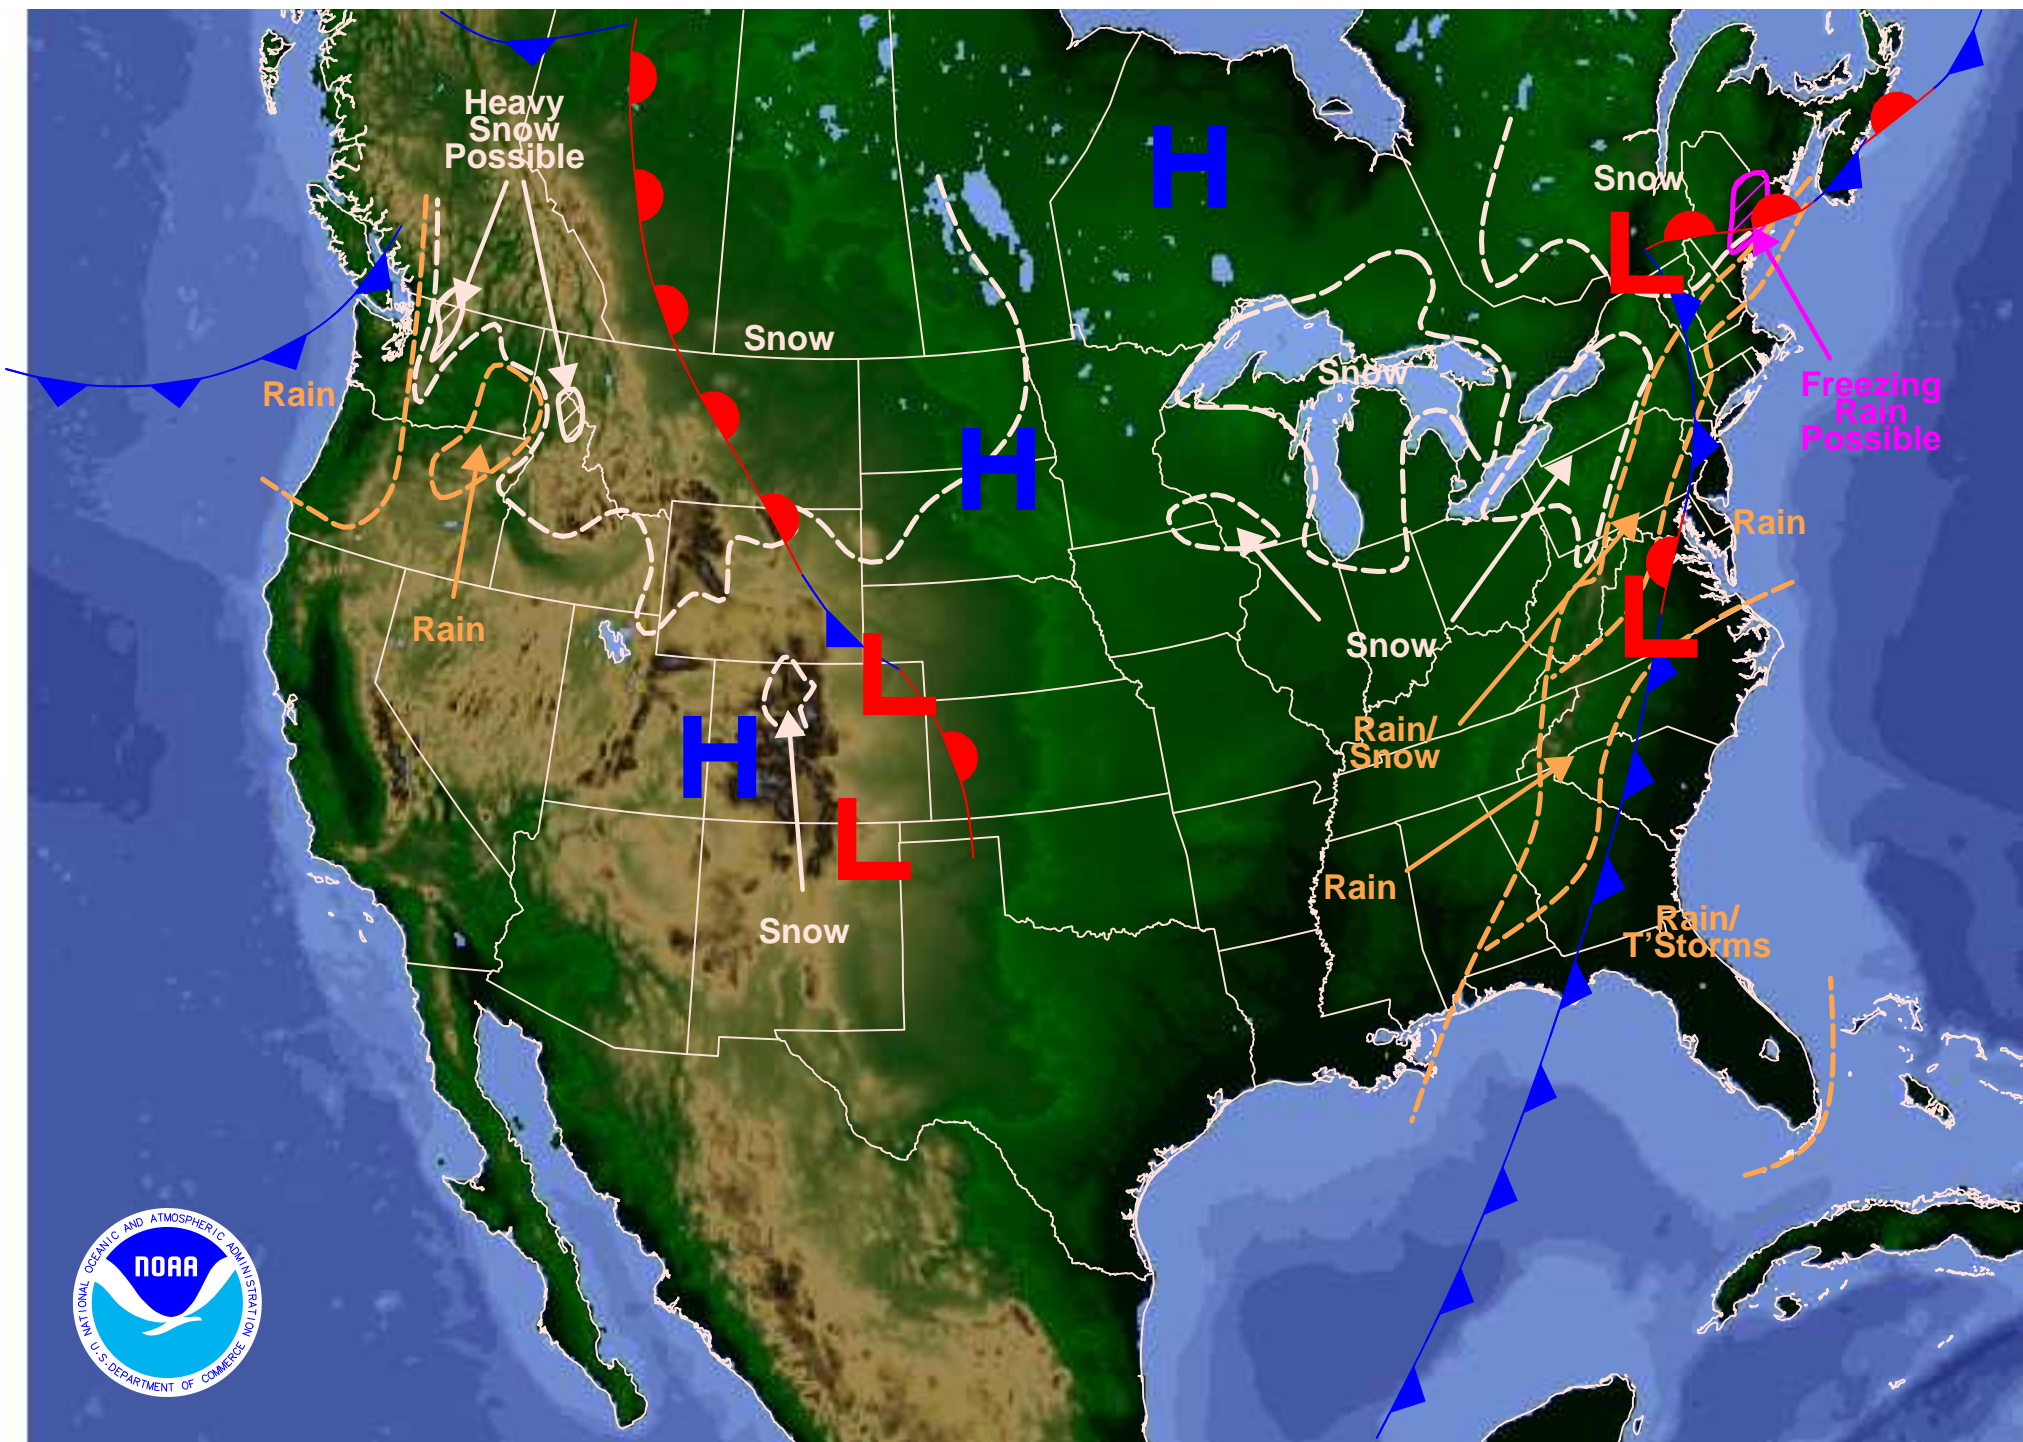 Heavy
Snow
Possible
H
Snow
L
Snow
Rain
Snow
Freezing
Rain
Possible
H
Rain
Rain
L
Snow
L
H
Rain/
Snow
L
Rain
Snow
Rain/
T'Storms
NATIONAL OCEANIC AND ATMOSPHERIC ADMINISTRATION
NOAA
U.S. DEPARTMENT OF COMMERCE